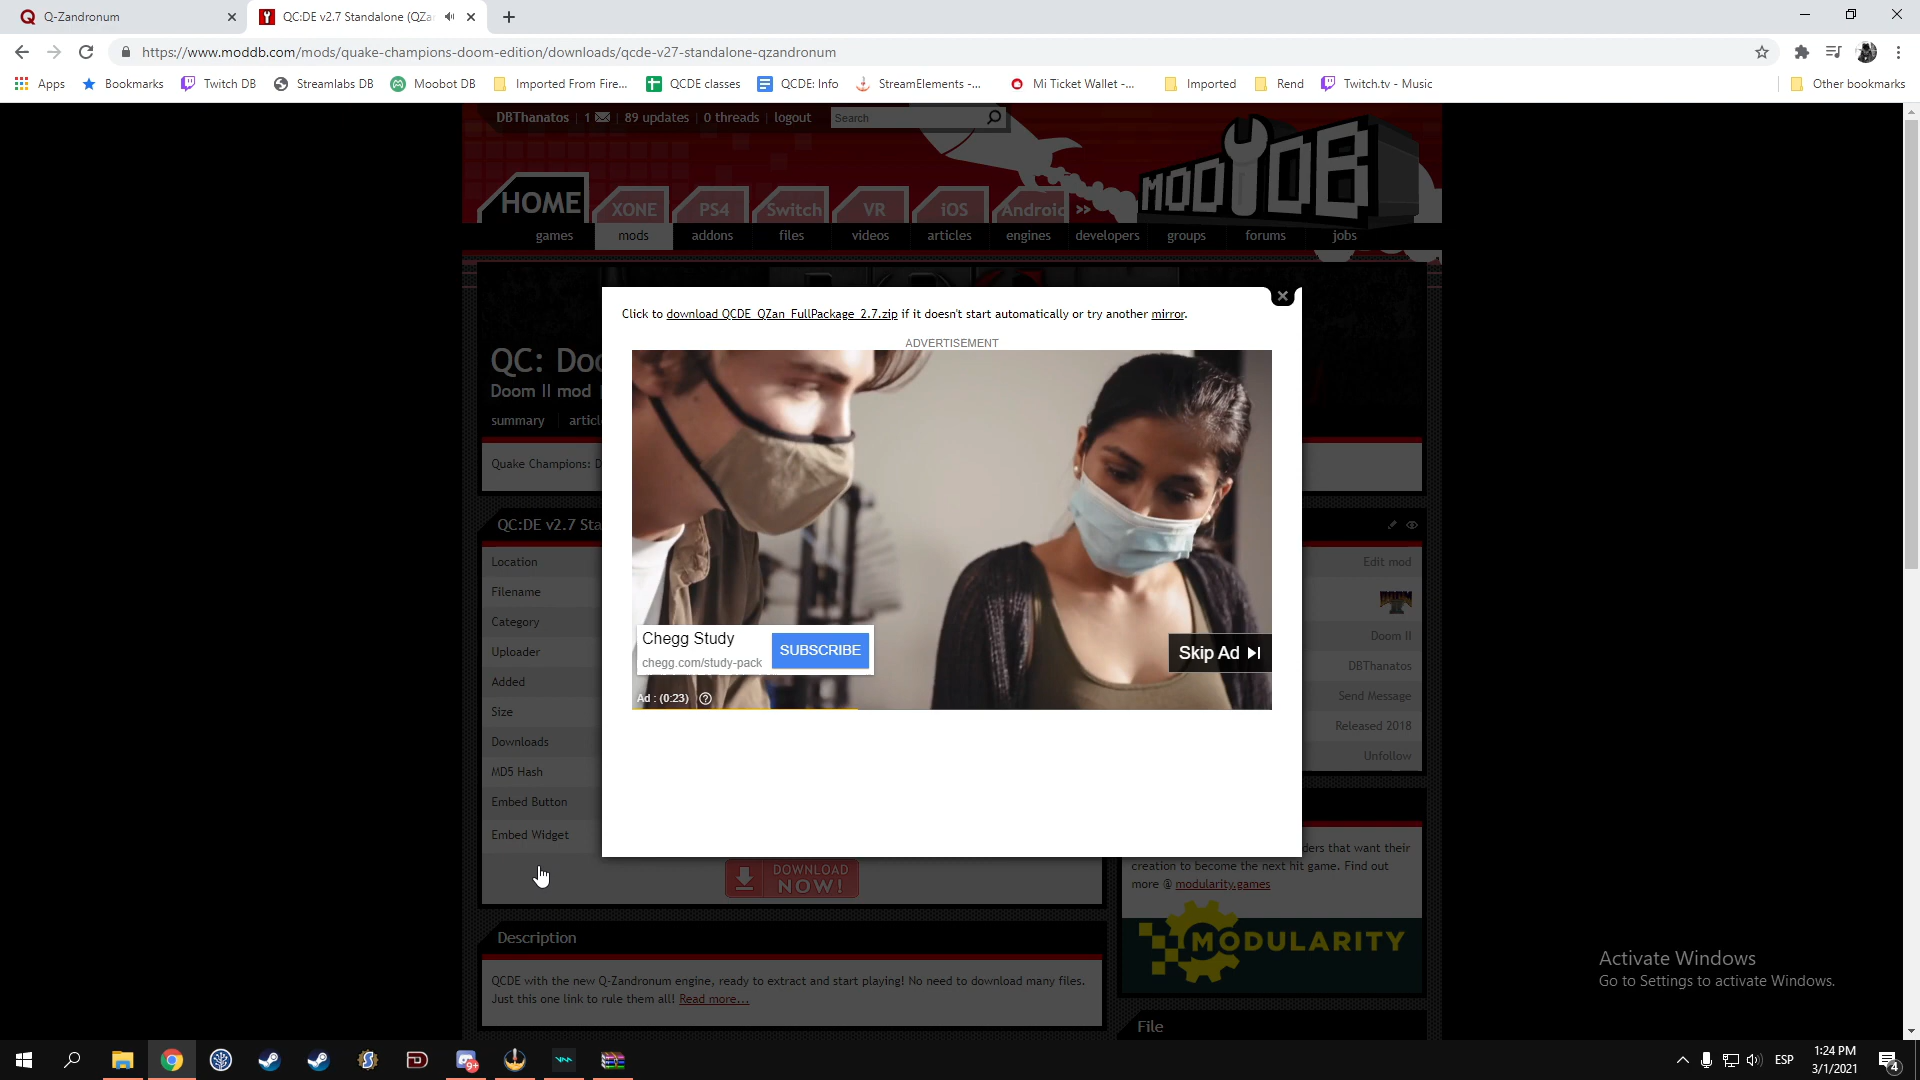 Q-Zandronum
QC:DE v2.7 Standalone (QZa
https://www.moddb.com/mods/quake-champions-doom-edition/downloads/qcde-v27-standalone-qzandronum
Apps
Bookmarks
Twitch DB
Streamlabs DB
Moobot DB
Imported From Fire...
QCDE classes
QCDE: Info
StreamElements -...
Mi Ticket Wallet -...
Imported
Rend
Twitch.tv - Music
Other bookmarks
DBThanatos | 1 | 89 updates | 0 threads | logout
Search
MODDB
HOME
XONE
PS4
Switch
VR
iOS
Android
games
mods
addons
files
videos
articles
engines
developers
groups
forums
jobs
Click to download QCDE_QZan_FullPackage_2.7.zip if it doesn't start automatically or try another mirror.
ADVERTISEMENT
QC: Doo
Doom II mod
summary
articl
Quake Champions: D
QC:DE v2.7 Sta
Location
Filename
Category
Uploader
Added
Size
Downloads
MD5 Hash
Embed Button
Embed Widget
Chegg Study
chegg.com/study-pack
SUBSCRIBE
Skip Ad
Ad : (0:23)
Edit mod
DOOM
Doom II
DBThanatos
Send Message
Released 2018
Unfollow
DOWNLOAD
NOW!
ders that want their
creation to become the next hit game. Find out
more @ modularity.games
MODULARITY
Description
QCDE with the new Q-Zandronum engine, ready to extract and start playing! No need to download many files.
Just this one link to rule them all! Read more...
File
Activate Windows
Go to Settings to activate Windows.
9+
ESP
1:24 PM
3/1/2021
4